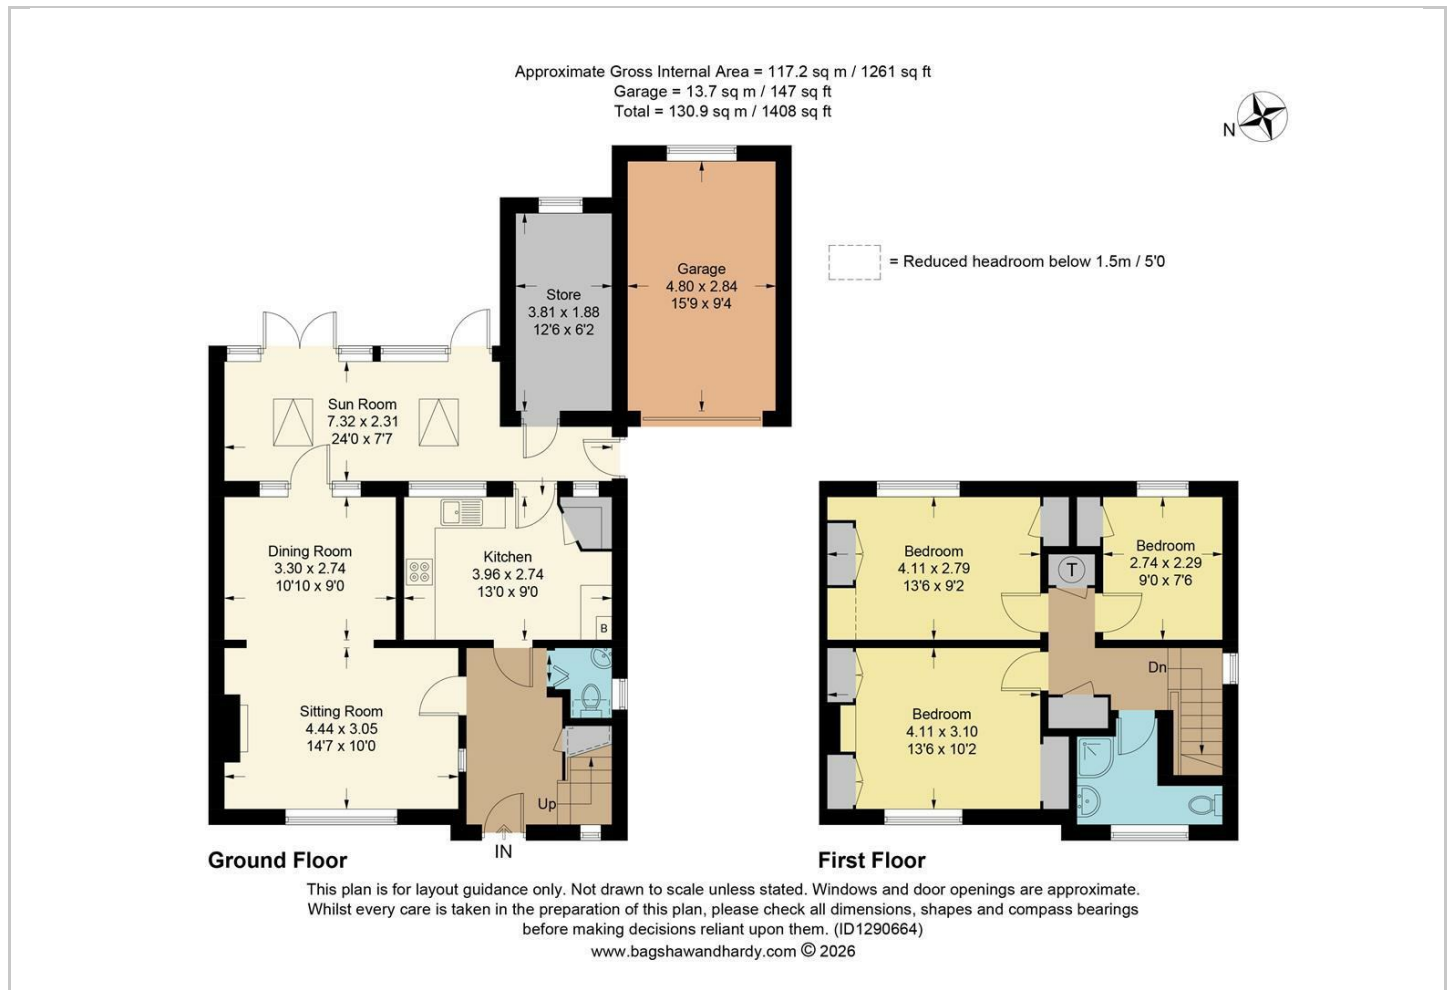 Approximate Gross Internal Area = 117.2 sq m / 1261 sq ft
Garage = 13.7 sq m / 147 sq ft
Total = 130.9 sq m / 1408 sq ft
N
= Reduced headroom below 1.5m / 5'0
Garage
4.80 x 2.84
15'9 x 9'4
Store
3.81 x 1.88
12'6 x 6'2
Sun Room
7.32 x 2.31
24'0 x 7'7
Dining Room
3.30 x 2.74
10'10 x 9'0
Kitchen
3.96 x 2.74
13'0 x 9'0
B
Sitting Room
4.44 x 3.05
14'7 x 10'0
Up
IN
Ground Floor
Bedroom
4.11 x 2.79
13'6 x 9'2
T
Bedroom
2.74 x 2.29
9'0 x 7'6
Dn
Bedroom
4.11 x 3.10
13'6 x 10'2
First Floor
This plan is for layout guidance only. Not drawn to scale unless stated. Windows and door openings are approximate.
Whilst every care is taken in the preparation of this plan, please check all dimensions, shapes and compass bearings
before making decisions reliant upon them. (ID1290664)
www.bagshawandhardy.com © 2026